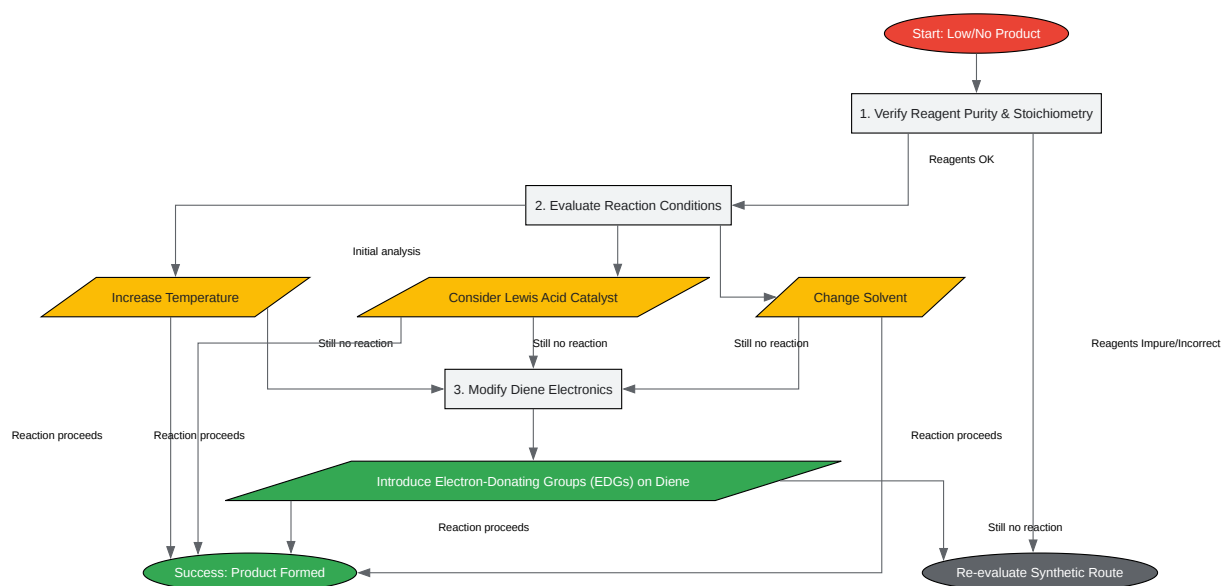 Start: Low/No Product
1. Verify Reagent Purity & Stoichiometry
Reagents OK
2. Evaluate Reaction Conditions
Initial analysis
Increase Temperature
Consider Lewis Acid Catalyst
Change Solvent
Still no reaction
Still no reaction
Still no reaction
Reagents Impure/Incorrect
3. Modify Diene Electronics
Reaction proceeds
Reaction proceeds
Reaction proceeds
Introduce Electron-Donating Groups (EDGs) on Diene
Reaction proceeds
Still no reaction
Success: Product Formed
Re-evaluate Synthetic Route